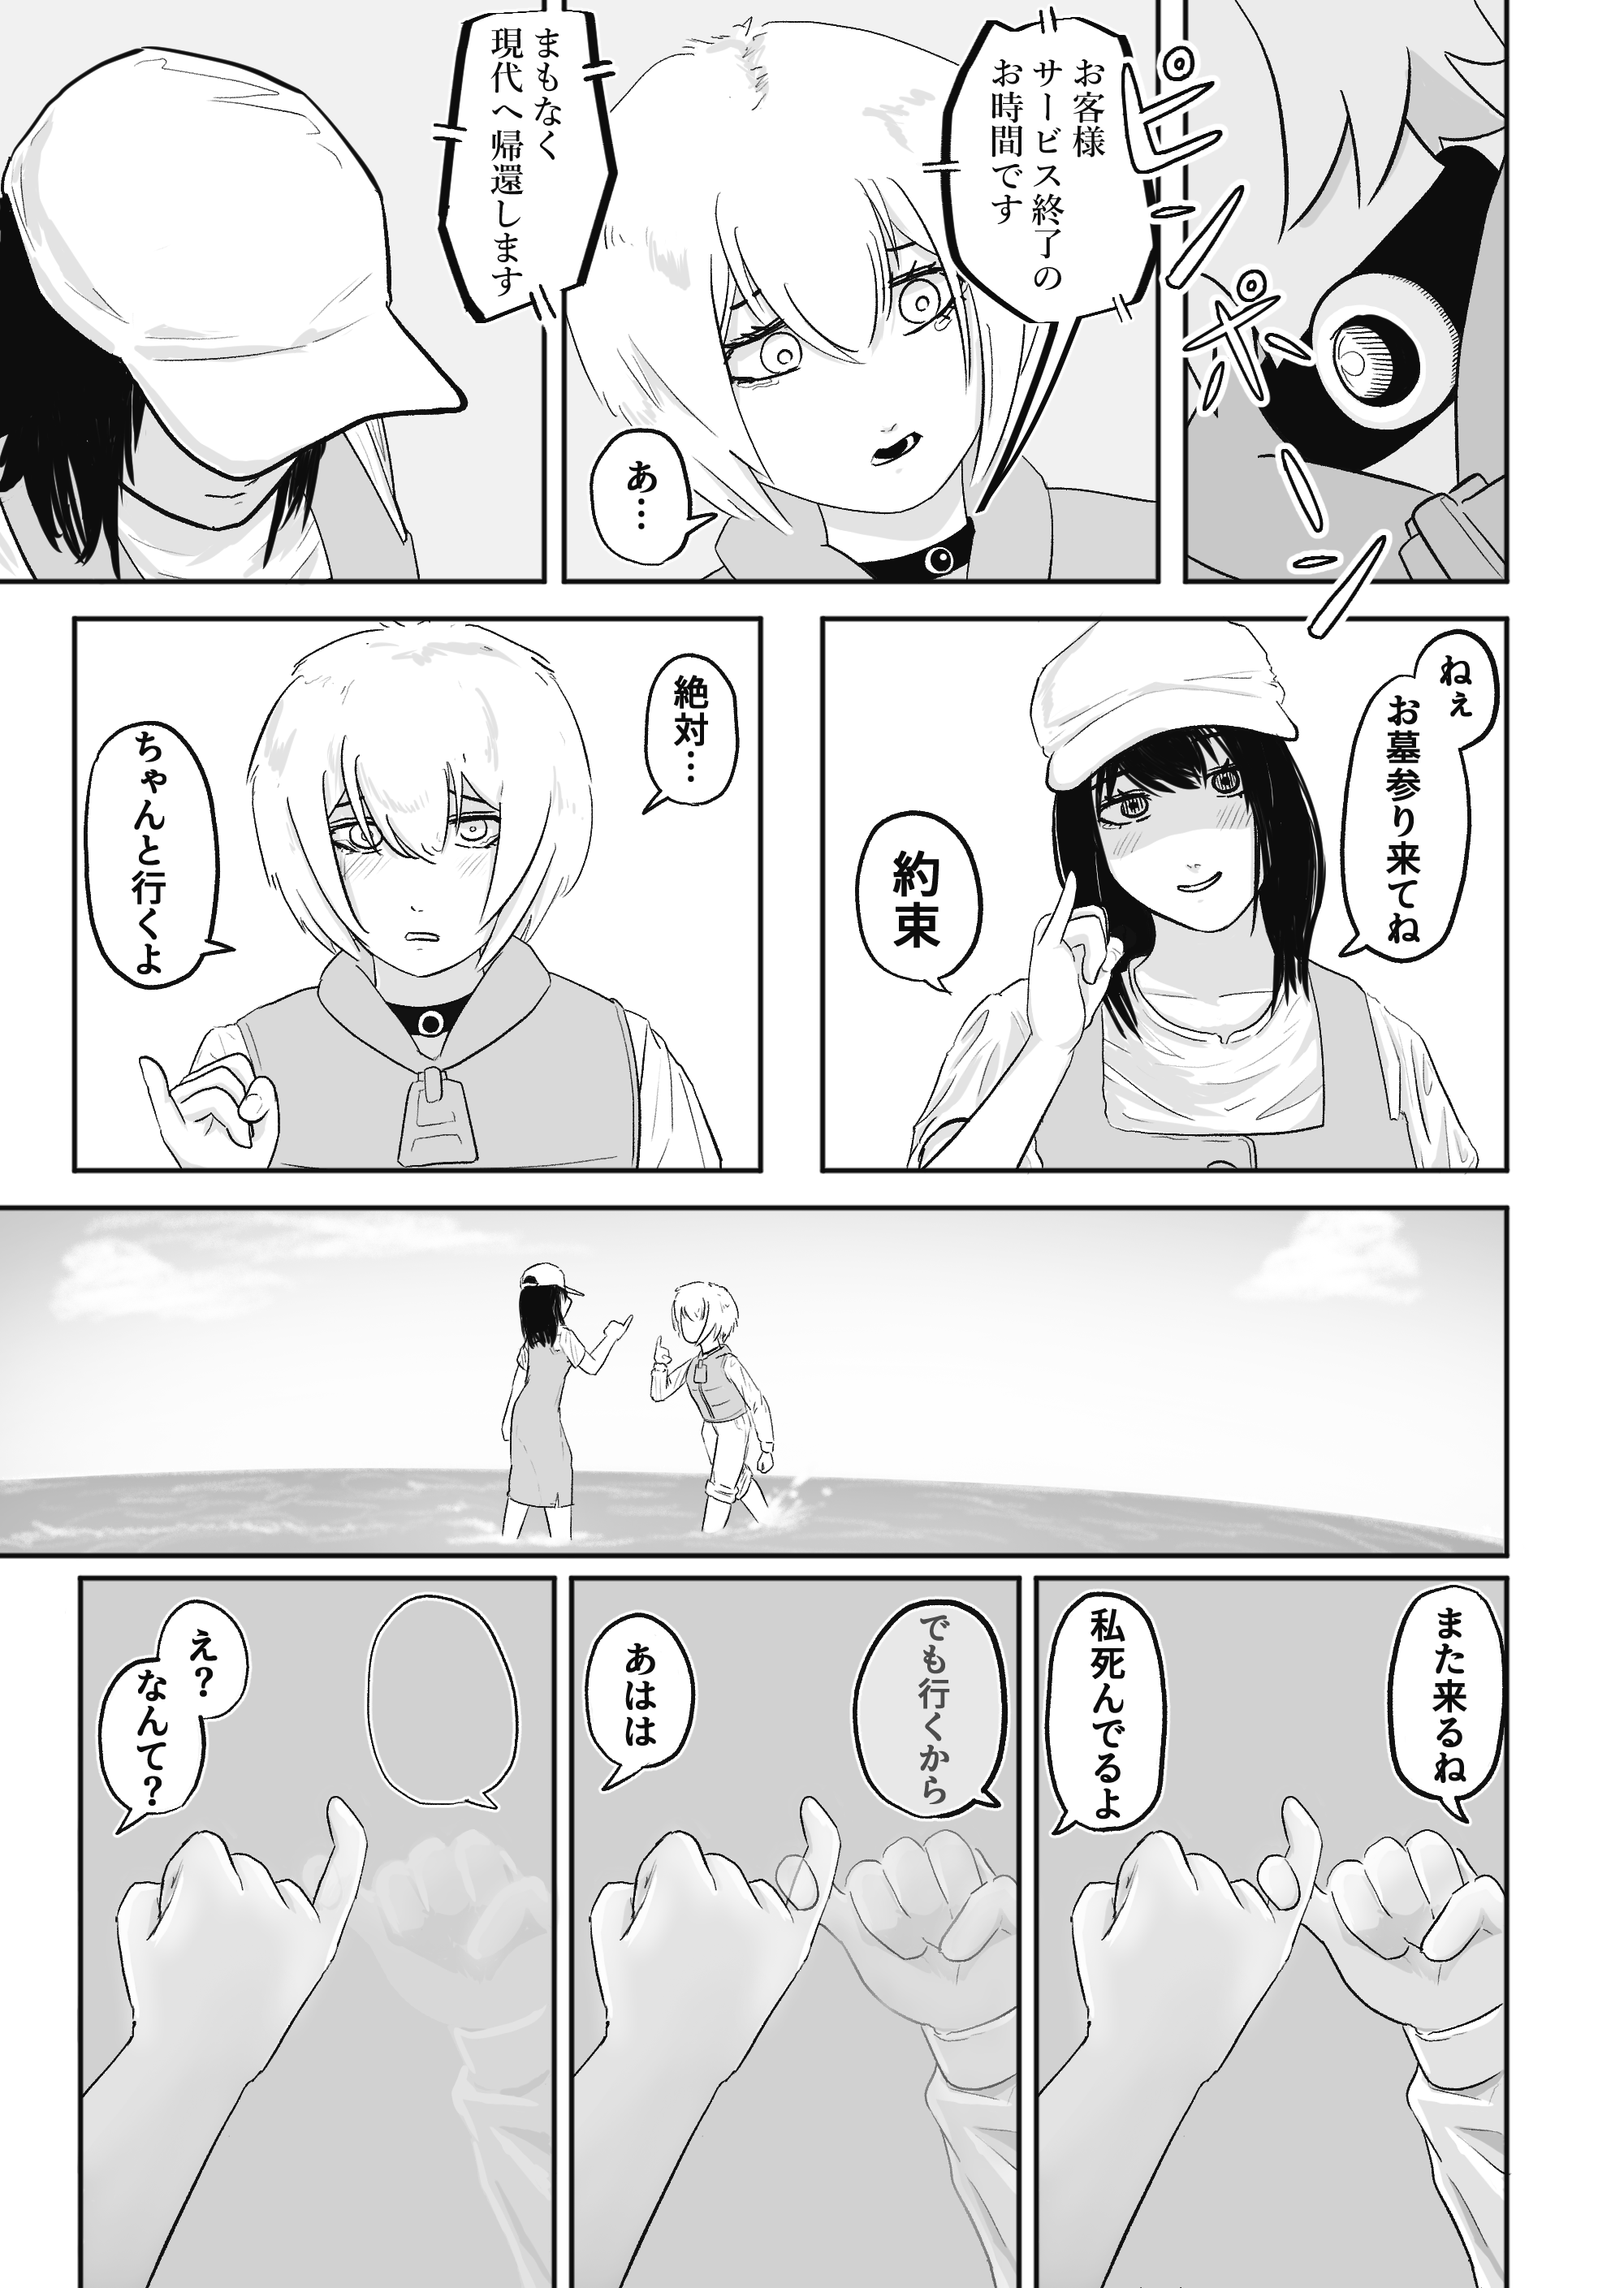 ピンポーン
お客様
サービス終了の
お時間です
あ…
まもなく
現代へ帰還します
ねぇ
お墓参り来てね
約束
絶対…
ちゃんと行くよ
また来るね
私死んでるよ
でも行くから
あはは
え？
なんて？